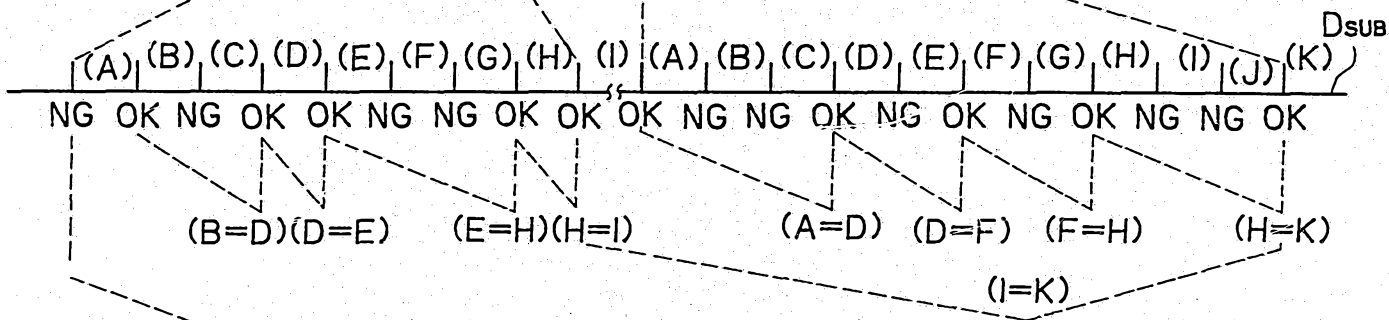 DSUB
(A) (B) (C) (D) (E) (F) (G) (H) (I) (A) (B) (C) (D) (E) (F) (G) (H) (I) (J) (K)
NG OK NG OK OK NG NG OK OK OK NG NG OK NG OK NG OK NG NG OK
(B=D) (D=E) (E=H) (H=I) (A=D) (D=F) (F=H) (H=K)
(I=K)